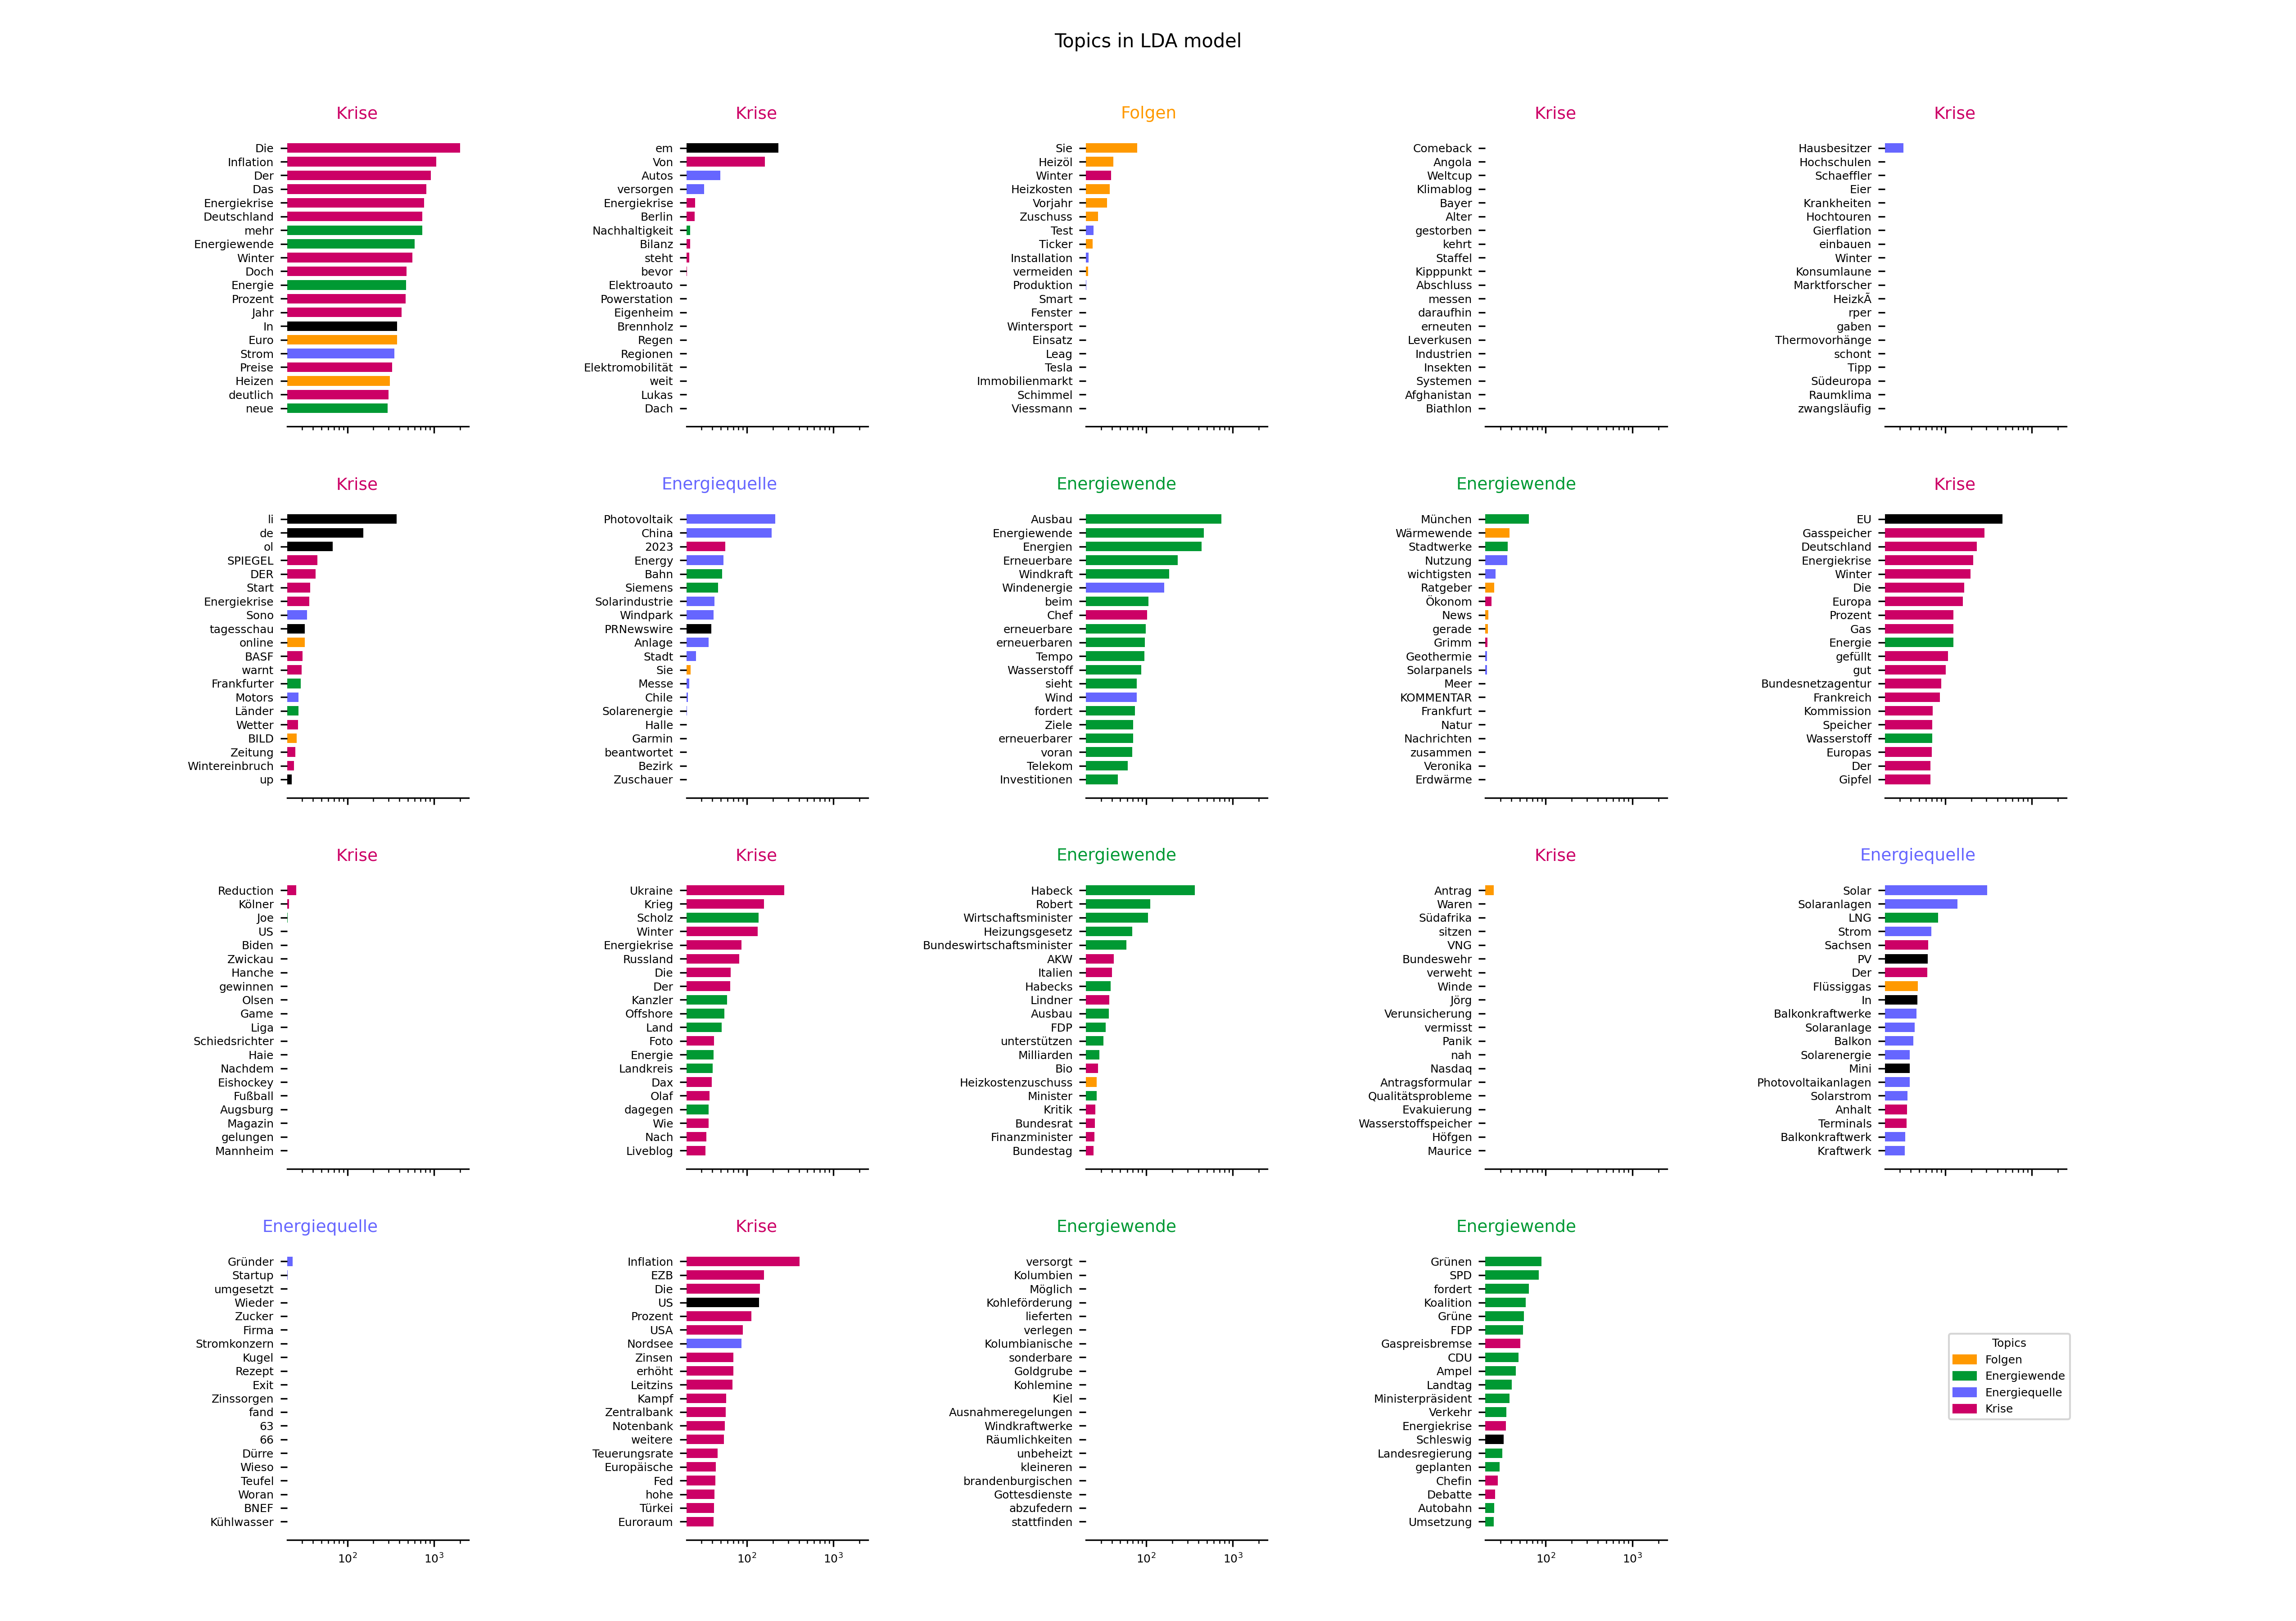 Topics in LDA model
Krise
Die
Inflation
Der
Das
Energiekrise
Deutschland
mehr
Energiewende
Winter
Doch
Energie
Prozent
Jahr
In
Euro
Strom
Preise
Heizen
deutlich
neue
Krise
em
Von
Autos
versorgen
Energiekrise
Berlin
Nachhaltigkeit
Bilanz
steht
bevor
Elektroauto
Powerstation
Eigenheim
Brennholz
Regen
Regionen
Elektromobilität
weit
Lukas
Dach
Folgen
Sie
Heizöl
Winter
Heizkosten
Vorjahr
Zuschuss
Test
Ticker
Installation
vermeiden
Produktion
Smart
Fenster
Wintersport
Einsatz
Leag
Tesla
Immobilienmarkt
Schimmel
Viessmann
Krise
Comeback
Angola
Weltcup
Klimablog
Bayer
Alter
gestorben
kehrt
Staffel
Kipppunkt
Abschluss
messen
daraufhin
erneuten
Leverkusen
Industrien
Insekten
Systemen
Afghanistan
Biathlon
Krise
Hausbesitzer
Hochschulen
Schaeffler
Eier
Krankheiten
Hochtouren
Gierflation
einbauen
Winter
Konsumlaune
Marktforscher
HeizkÃ
rper
gaben
Thermovorhänge
schont
Tipp
Südeuropa
Raumklima
zwangsläufig
Krise
li
de
ol
SPIEGEL
DER
Start
Energiekrise
Sono
tagesschau
online
BASF
warnt
Frankfurter
Motors
Länder
Wetter
BILD
Zeitung
Wintereinbruch
up
Energiequelle
Photovoltaik
China
2023
Energy
Bahn
Siemens
Solarindustrie
Windpark
PRNewswire
Anlage
Stadt
Sie
Messe
Chile
Solarenergie
Halle
Garmin
beantwortet
Bezirk
Zuschauer
Energiewende
Ausbau
Energiewende
Energien
Erneuerbare
Windkraft
Windenergie
beim
Chef
erneuerbare
erneuerbaren
Tempo
Wasserstoff
sieht
Wind
fordert
Ziele
erneuerbarer
voran
Telekom
Investitionen
Energiewende
München
Wärmewende
Stadtwerke
Nutzung
wichtigsten
Ratgeber
Ökonom
News
gerade
Grimm
Geothermie
Solarpanels
Meer
KOMMENTAR
Frankfurt
Natur
Nachrichten
zusammen
Veronika
Erdwärme
Krise
EU
Gasspeicher
Deutschland
Energiekrise
Winter
Die
Europa
Prozent
Gas
Energie
gefüllt
gut
Bundesnetzagentur
Frankreich
Kommission
Speicher
Wasserstoff
Europas
Der
Gipfel
Krise
Reduction
Kölner
Joe
US
Biden
Zwickau
Hanche
gewinnen
Olsen
Game
Liga
Schiedsrichter
Haie
Nachdem
Eishockey
Fußball
Augsburg
Magazin
gelungen
Mannheim
Krise
Ukraine
Krieg
Scholz
Winter
Energiekrise
Russland
Die
Der
Kanzler
Offshore
Land
Foto
Energie
Landkreis
Dax
Olaf
dagegen
Wie
Nach
Liveblog
Energiewende
Habeck
Robert
Wirtschaftsminister
Heizungsgesetz
Bundeswirtschaftsminister
AKW
Italien
Habecks
Lindner
Ausbau
FDP
unterstützen
Milliarden
Bio
Heizkostenzuschuss
Minister
Kritik
Bundesrat
Finanzminister
Bundestag
Krise
Antrag
Waren
Südafrika
sitzen
VNG
Bundeswehr
verweht
Winde
Jörg
Verunsicherung
vermisst
Panik
nah
Nasdaq
Antragsformular
Qualitätsprobleme
Evakuierung
Wasserstoffspeicher
Höfgen
Maurice
Energiequelle
Solar
Solaranlagen
LNG
Strom
Sachsen
PV
Der
Flüssiggas
In
Balkonkraftwerke
Solaranlage
Balkon
Solarenergie
Mini
Photovoltaikanlagen
Solarstrom
Anhalt
Terminals
Balkonkraftwerk
Kraftwerk
Energiequelle
Gründer
Startup
umgesetzt
Wieder
Zucker
Firma
Stromkonzern
Kugel
Rezept
Exit
Zinssorgen
fand
63
66
Dürre
Wieso
Teufel
Woran
BNEF
Kühlwasser
10² 10³
Krise
Inflation
EZB
Die
US
Prozent
USA
Nordsee
Zinsen
erhöht
Leitzins
Kampf
Zentralbank
Notenbank
weitere
Teuerungsrate
Europäische
Fed
hohe
Türkei
Euroraum
10² 10³
Energiewende
versorgt
Kolumbien
Möglich
Kohleförderung
lieferten
verlegen
Kolumbianische
sonderbare
Goldgrube
Kohlemine
Kiel
Ausnahmeregelungen
Windkraftwerke
Räumlichkeiten
unbeheizt
kleineren
brandenburgischen
Gottesdienste
abzufedern
stattfinden
10² 10³
Energiewende
Grünen
SPD
fordert
Koalition
Grüne
FDP
Gaspreisbremse
CDU
Ampel
Landtag
Ministerpräsident
Verkehr
Energiekrise
Schleswig
Landesregierung
geplanten
Chefin
Debatte
Autobahn
Umsetzung
10² 10³
Topics
Folgen
Energiewende
Energiequelle
Krise